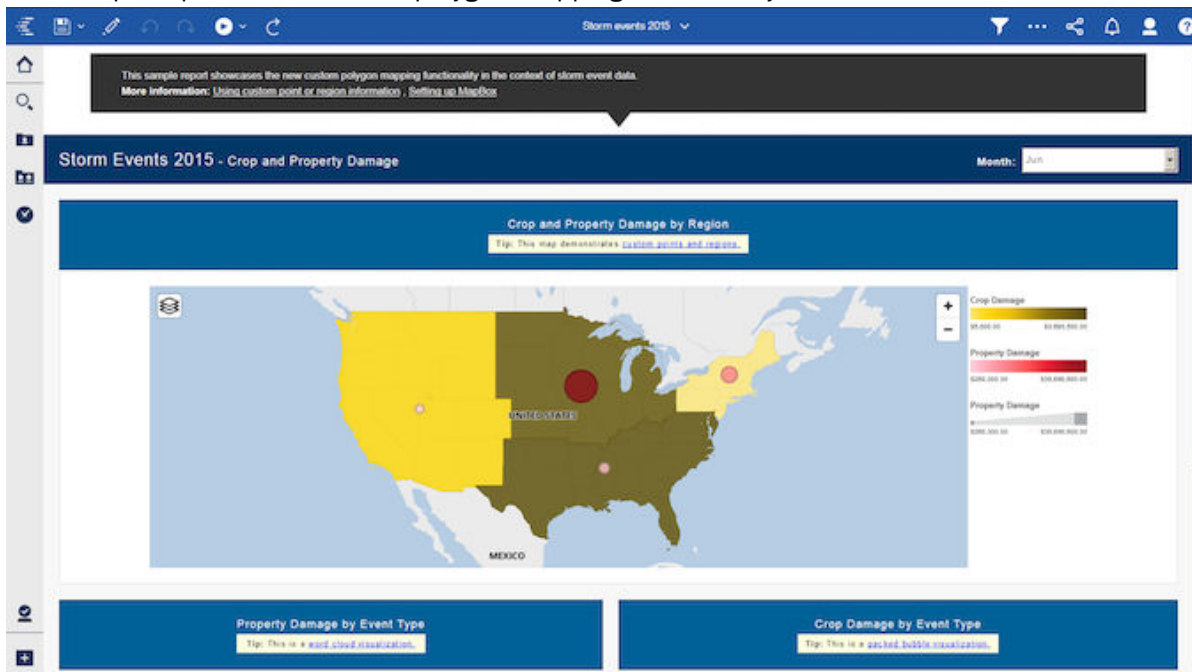 Storm events 2015
This sample report showcases the new custom polygon mapping functionality in the context of storm event data.
More information: Using custom point or region information , Setting up MapBox
Storm Events 2015 - Crop and Property Damage
Month: Jun
Crop and Property Damage by Region
Tip: This map demonstrates custom points and regions.
+
−
Crop Damage
Property Damage
Property Damage
UNITED STATES
MEXICO
Property Damage by Event Type
Tip: This is a word cloud visualization.
Crop Damage by Event Type
Tip: This is a packed bubble visualization.